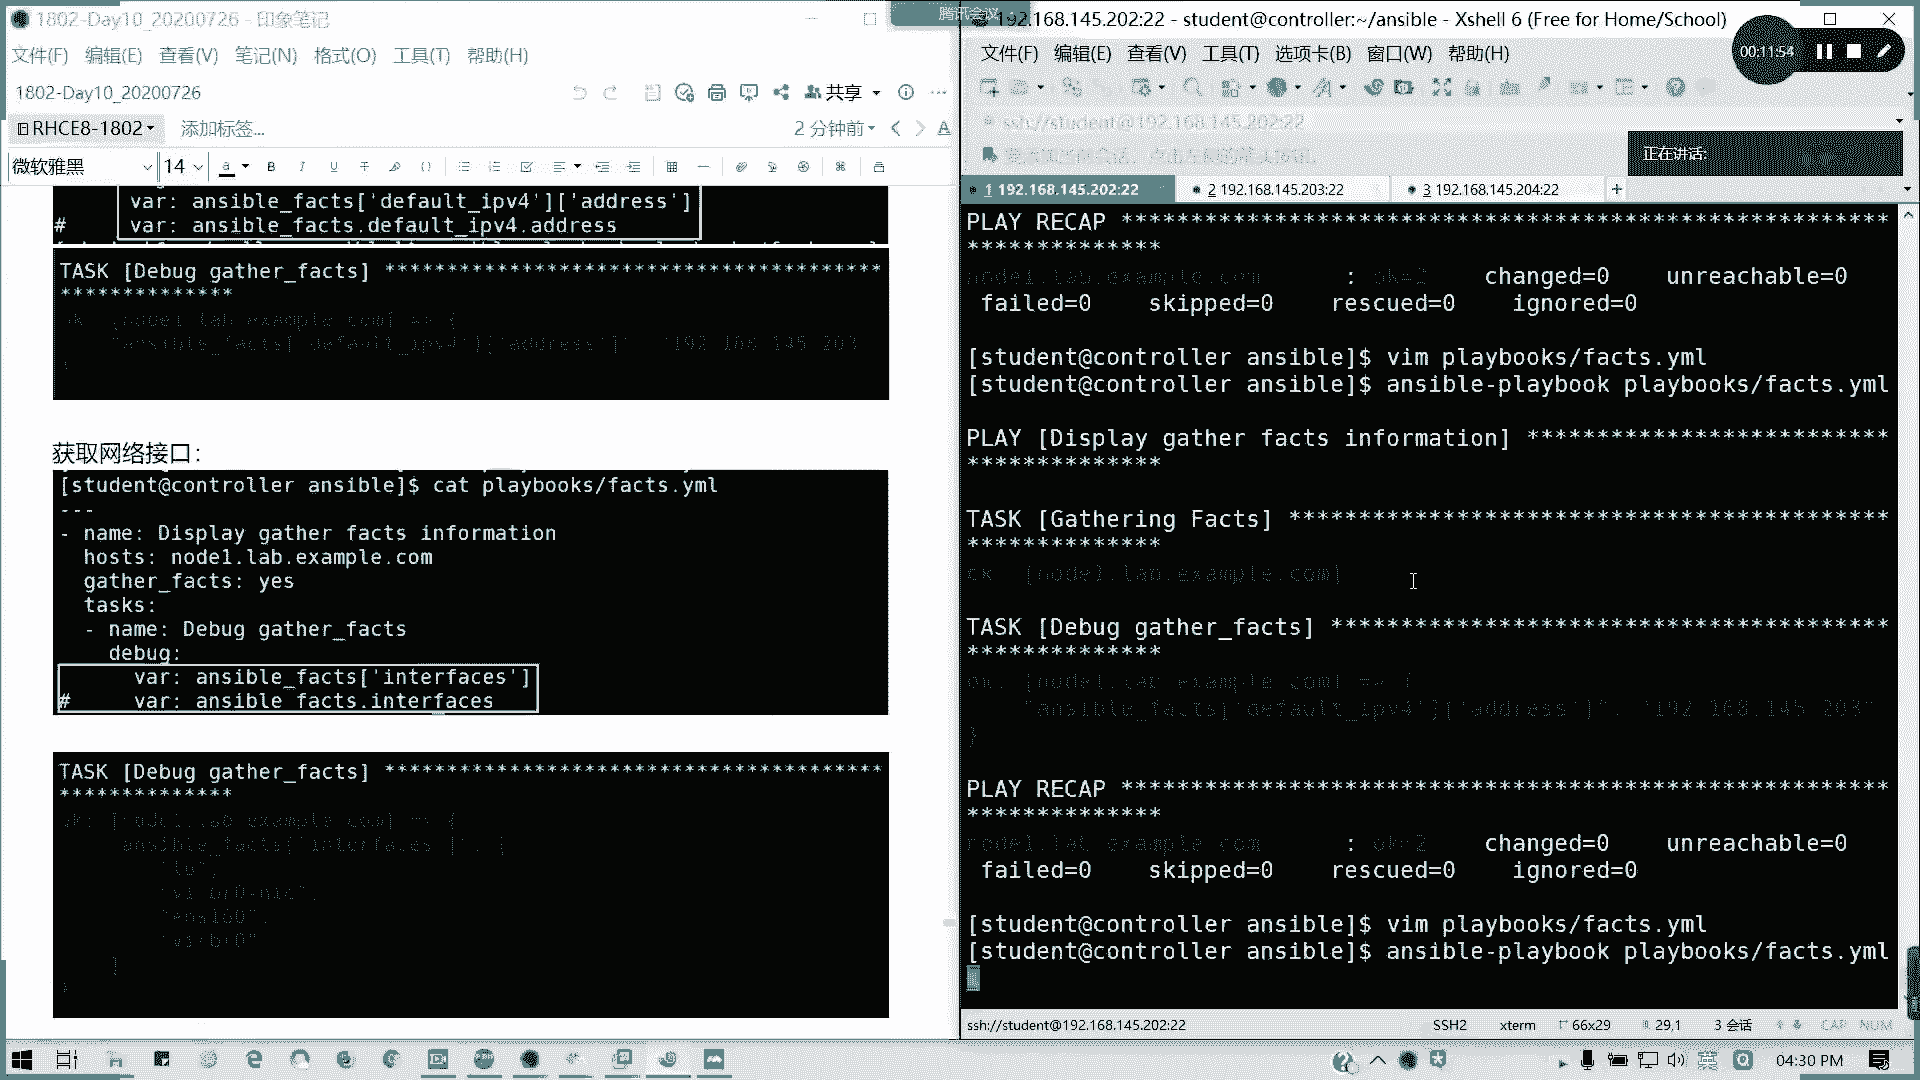 1802-Day10_20200726 - 印象笔记
文件(F) 编辑(E) 查看(V) 笔记(N) 格式(O) 工具(T) 帮助(H)
1802-Day10_20200726
共享
RHCE8-1802
添加标签...
2 分钟前
微软雅黑
14
var: ansible_facts['default_ipv4']['address']
# var: ansible_facts.default_ipv4.address
TASK [Debug gather_facts] *****************************************
**************
ok: [node1.lab.example.com] => {
"ansible_facts['default_ipv4']['address']": "192.168.145.203
获取网络接口：
[student@controller ansible]$ cat playbooks/facts.yml
---
- name: Display gather facts information
hosts: node1.lab.example.com
gather_facts: yes
tasks:
- name: Debug gather_facts
debug:
var: ansible_facts['interfaces']
# var: ansible_facts.interfaces
TASK [Debug gather_facts] *****************************************
**************
ok: [node1.lab.example.com] => {
"ansible_facts['interfaces']": [
"lo",
"virbr0-nic",
"ens160",
"virbr0"
]
}
腾讯会议
192.168.145.202:22 - student@controller:~/ansible - Xshell 6 (Free for Home/School)
00:11:54
文件(F) 编辑(E) 查看(V) 工具(T) 选项卡(B) 窗口(W) 帮助(H)
ssh://student@192.168.145.202:22
正在讲话:
1 192.168.145.202:22
2 192.168.145.203:22
3 192.168.145.204:22
PLAY RECAP *******************************************************
**************
node1.lab.example.com : ok=2 changed=0 unreachable=0
failed=0 skipped=0 rescued=0 ignored=0
[student@controller ansible]$ vim playbooks/facts.yml
[student@controller ansible]$ ansible-playbook playbooks/facts.yml
PLAY [Display gather facts information] **************************
**************
TASK [Gathering Facts] *******************************************
**************
ok: [node1.lab.example.com]
TASK [Debug gather_facts] ****************************************
**************
ok: [node1.lab.example.com] => {
"ansible_facts['default_ipv4']['address']": "192.168.145.203"
}
PLAY RECAP *******************************************************
**************
node1.lab.example.com : ok=2 changed=0 unreachable=0
failed=0 skipped=0 rescued=0 ignored=0
[student@controller ansible]$ vim playbooks/facts.yml
[student@controller ansible]$ ansible-playbook playbooks/facts.yml
ssh://student@192.168.145.202:22
SSH2
xterm
66x29
29,1
3 会话
CAP NUM
英
04:30 PM